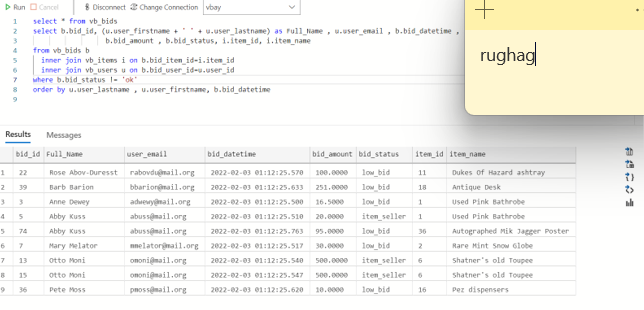 Run Cancel Disconnect Change Connection vbay
1 select * from vb_bids
2 select b.bid_id, (u.user_firstname + ' ' + u.user_lastname) as Full_Name , u.user_email , b.bid_datetime ,
3 b.bid_amount , b.bid_status, i.item_id, i.item_name
4 from vb_bids b
5 inner join vb_items i on b.bid_item_id=i.item_id
6 inner join vb_users u on b.bid_user_id=u.user_id
7 where b.bid_status != 'ok'
8 order by u.user_lastname , u.user_firstname, b.bid_datetime
9
rughag
Results Messages
bid_id Full_Name user_email bid_datetime bid_amount bid_status item_id item_name
1 22 Rose Abov-Duresst rabovdu@mail.org 2022-02-03 01:12:25.570 100.0000 low_bid 11 Dukes Of Hazard ashtray
2 39 Barb Barion bbarion@mail.org 2022-02-03 01:12:25.633 251.0000 low_bid 18 Antique Desk
3 3 Anne Dewey adwewy@mail.org 2022-02-03 01:12:25.500 16.5000 low_bid 1 Used Pink Bathrobe
4 5 Abby Kuss abuss@mail.org 2022-02-03 01:12:25.510 20.0000 item_seller 1 Used Pink Bathrobe
5 74 Abby Kuss abuss@mail.org 2022-02-03 01:12:25.763 95.0000 low_bid 36 Autographed Mik Jagger Poster
6 7 Mary Melator mmelator@mail.org 2022-02-03 01:12:25.517 30.0000 low_bid 2 Rare Mint Snow Globe
7 13 Otto Moni omoni@mail.org 2022-02-03 01:12:25.540 500.0000 item_seller 6 Shatner's old Toupee
8 15 Otto Moni omoni@mail.org 2022-02-03 01:12:25.547 500.0000 item_seller 6 Shatner's old Toupee
9 36 Pete Moss pmoss@mail.org 2022-02-03 01:12:25.620 10.0000 low_bid 16 Pez dispensers